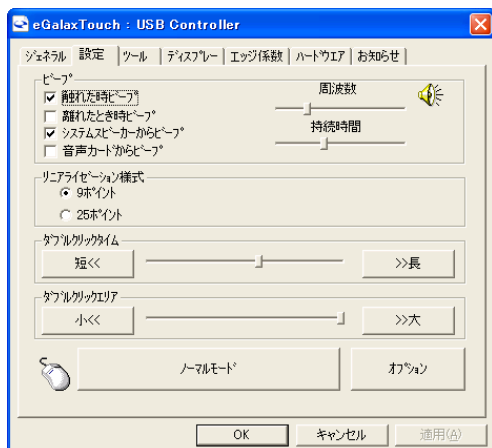 eGalaxTouch : USB Controller
ジェネラル 設定 ツール ディスプレー エッジ係数 ハードウエア お知らせ
ビープ
触れた時ビープ
離れたとき時ビープ
システムスピーカーからビープ
音声カードからビープ
周波数
持続時間
リニアライゼーション様式
9ポイント
25ポイント
ダブルクリックタイム
短<< >>長
ダブルクリックエリア
小<< >>大
ノーマルモード オプション
OK キャンセル 適用(A)